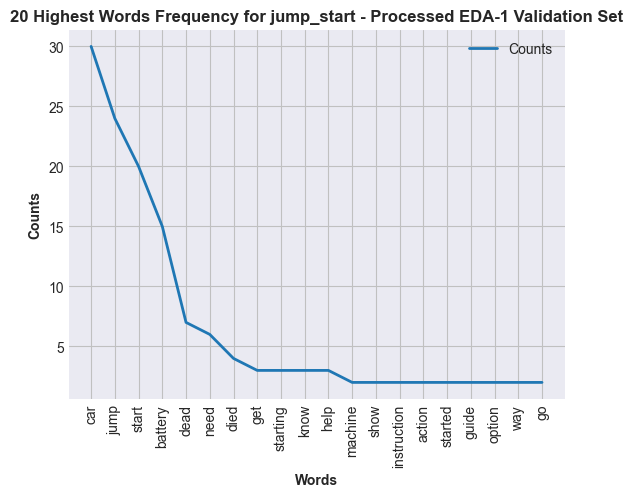 20 Highest Words Frequency for jump_start - Processed EDA-1 Validation Set
Counts
30
25
20
15
10
5
Counts
car
jump
start
battery
dead
need
died
get
starting
know
help
machine
show
instruction
action
started
guide
option
way
go
Words